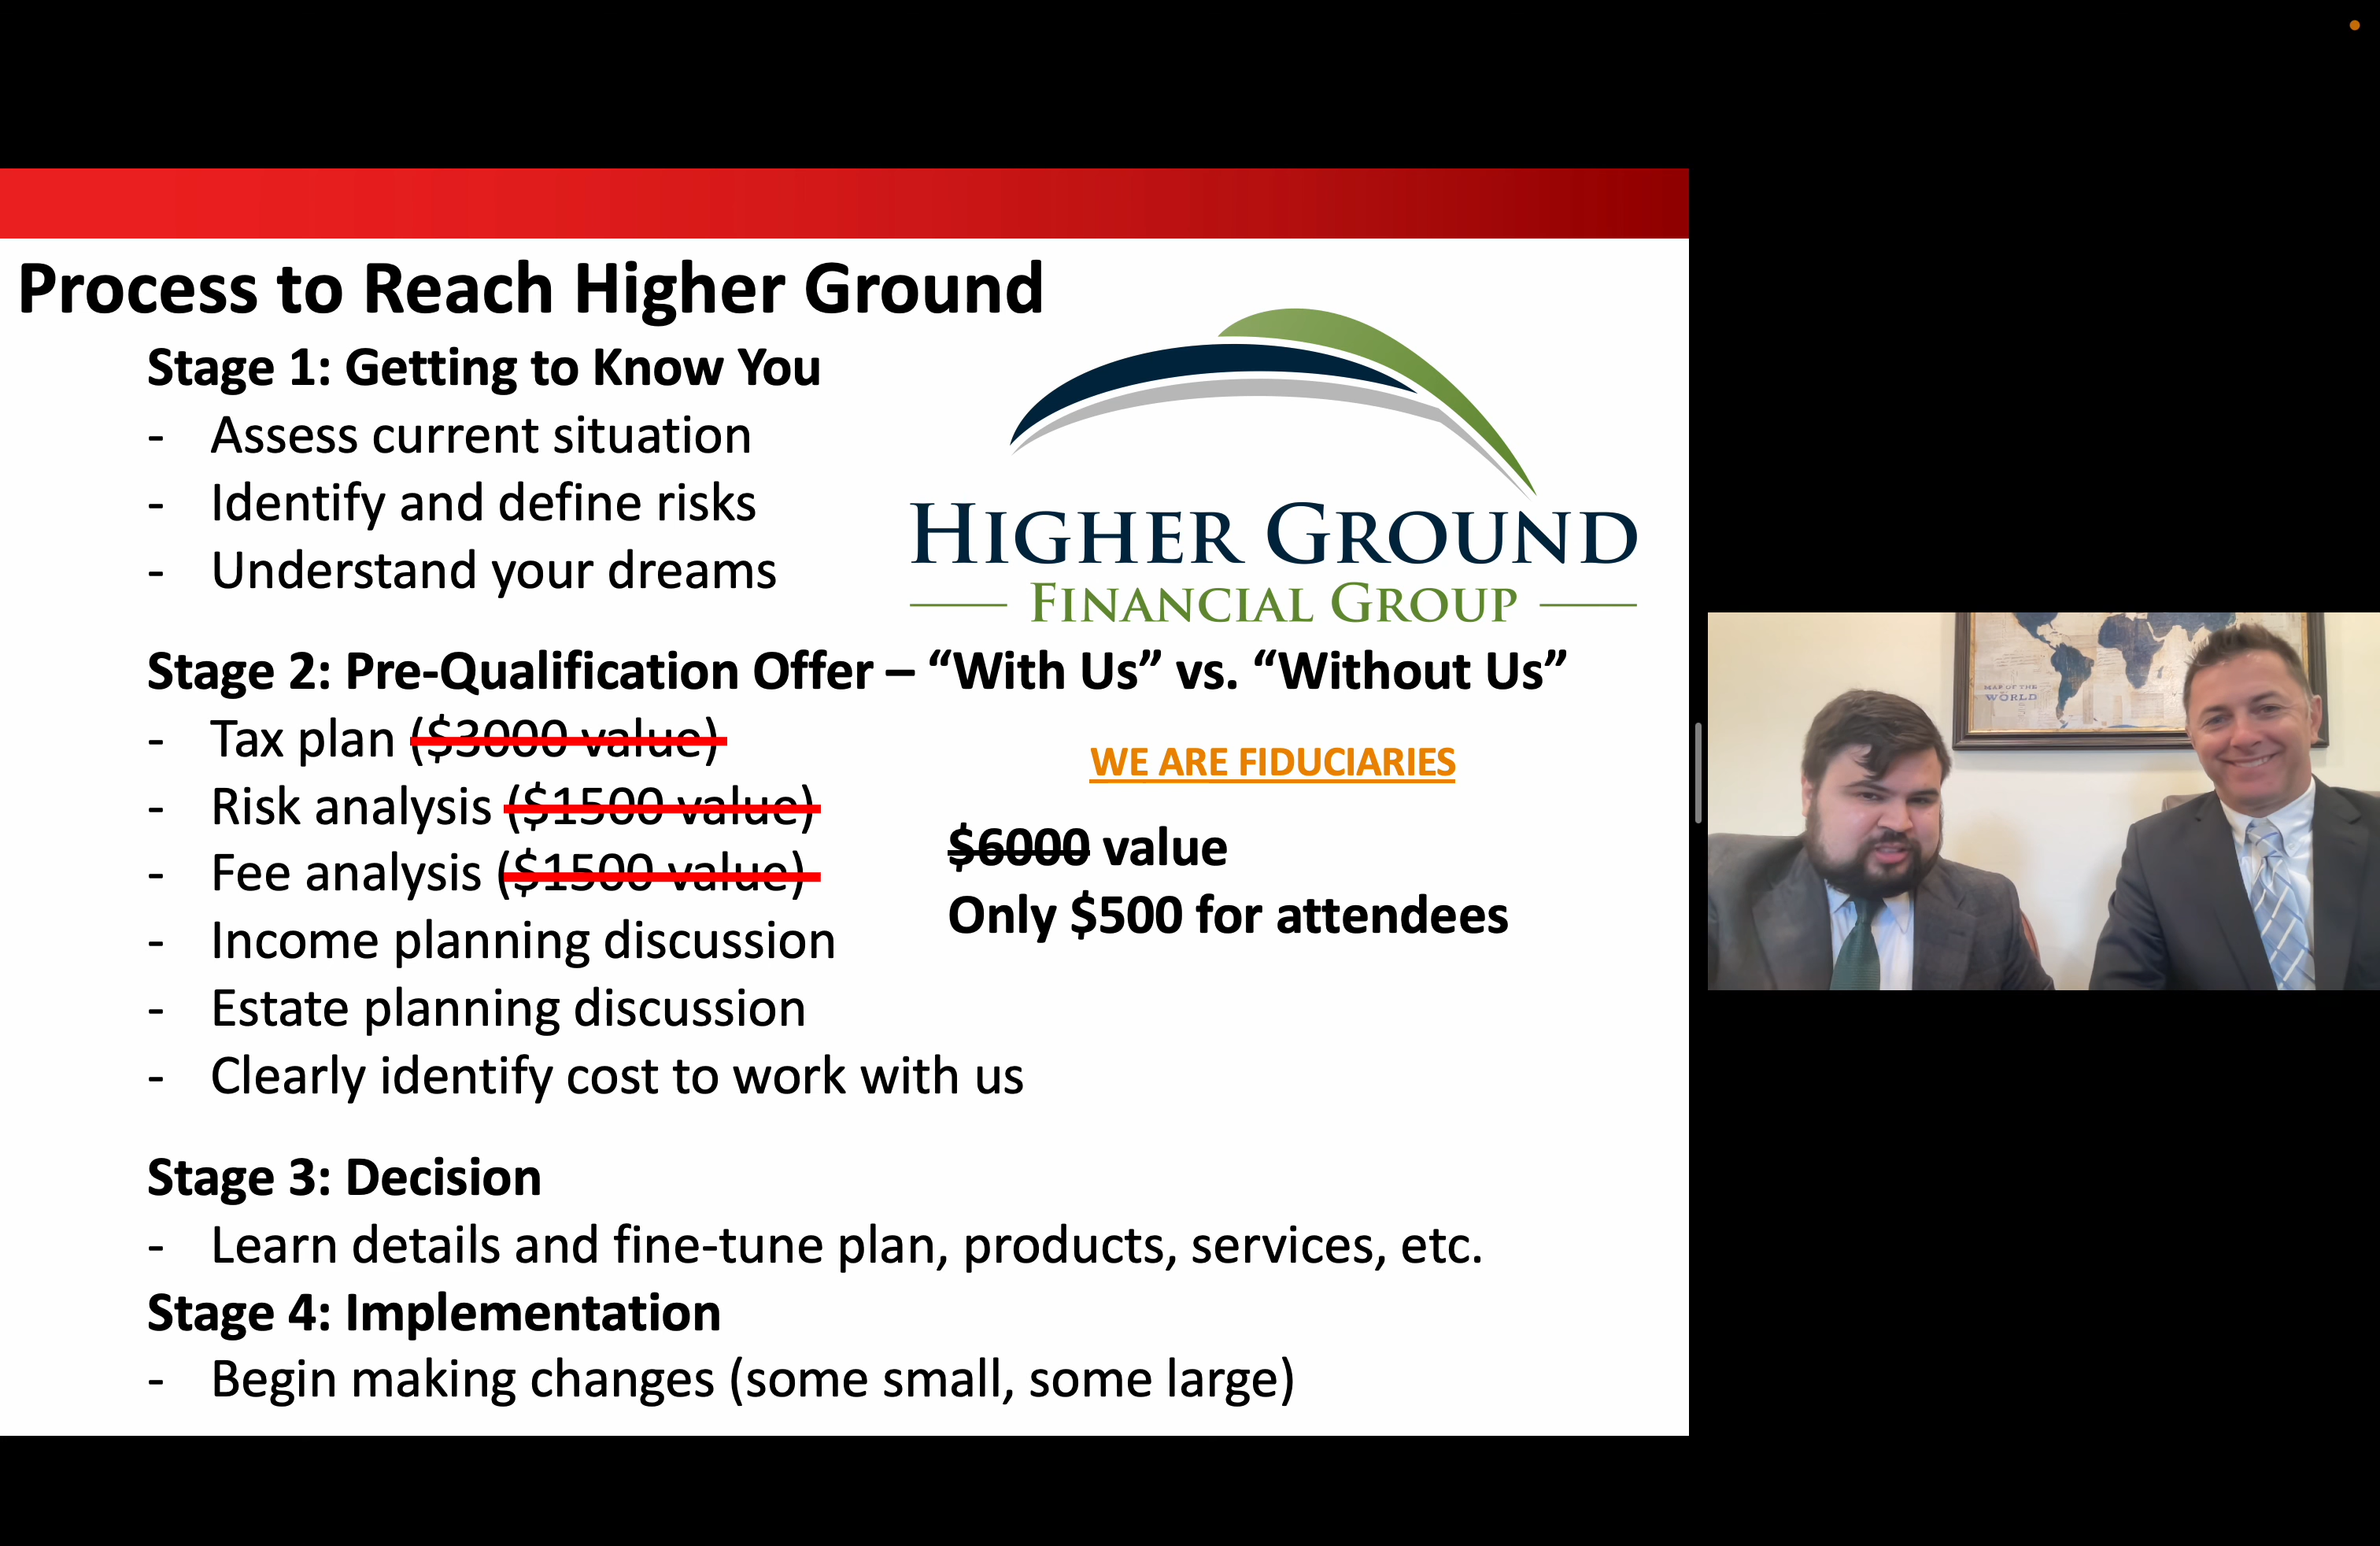 Process to Reach Higher Ground
Stage 1: Getting to Know You
- Assess current situation
- Identify and define risks
- Understand your dreams
HIGHER GROUND
FINANCIAL GROUP
Stage 2: Pre-Qualification Offer – “With Us” vs. “Without Us”
- Tax plan ($3000 value)
- Risk analysis ($1500 value)
- Fee analysis ($1500 value)
- Income planning discussion
- Estate planning discussion
- Clearly identify cost to work with us
WE ARE FIDUCIARIES
$6000 value
Only $500 for attendees
Stage 3: Decision
- Learn details and fine-tune plan, products, services, etc.
Stage 4: Implementation
- Begin making changes (some small, some large)
MAP OF THE
WORLD